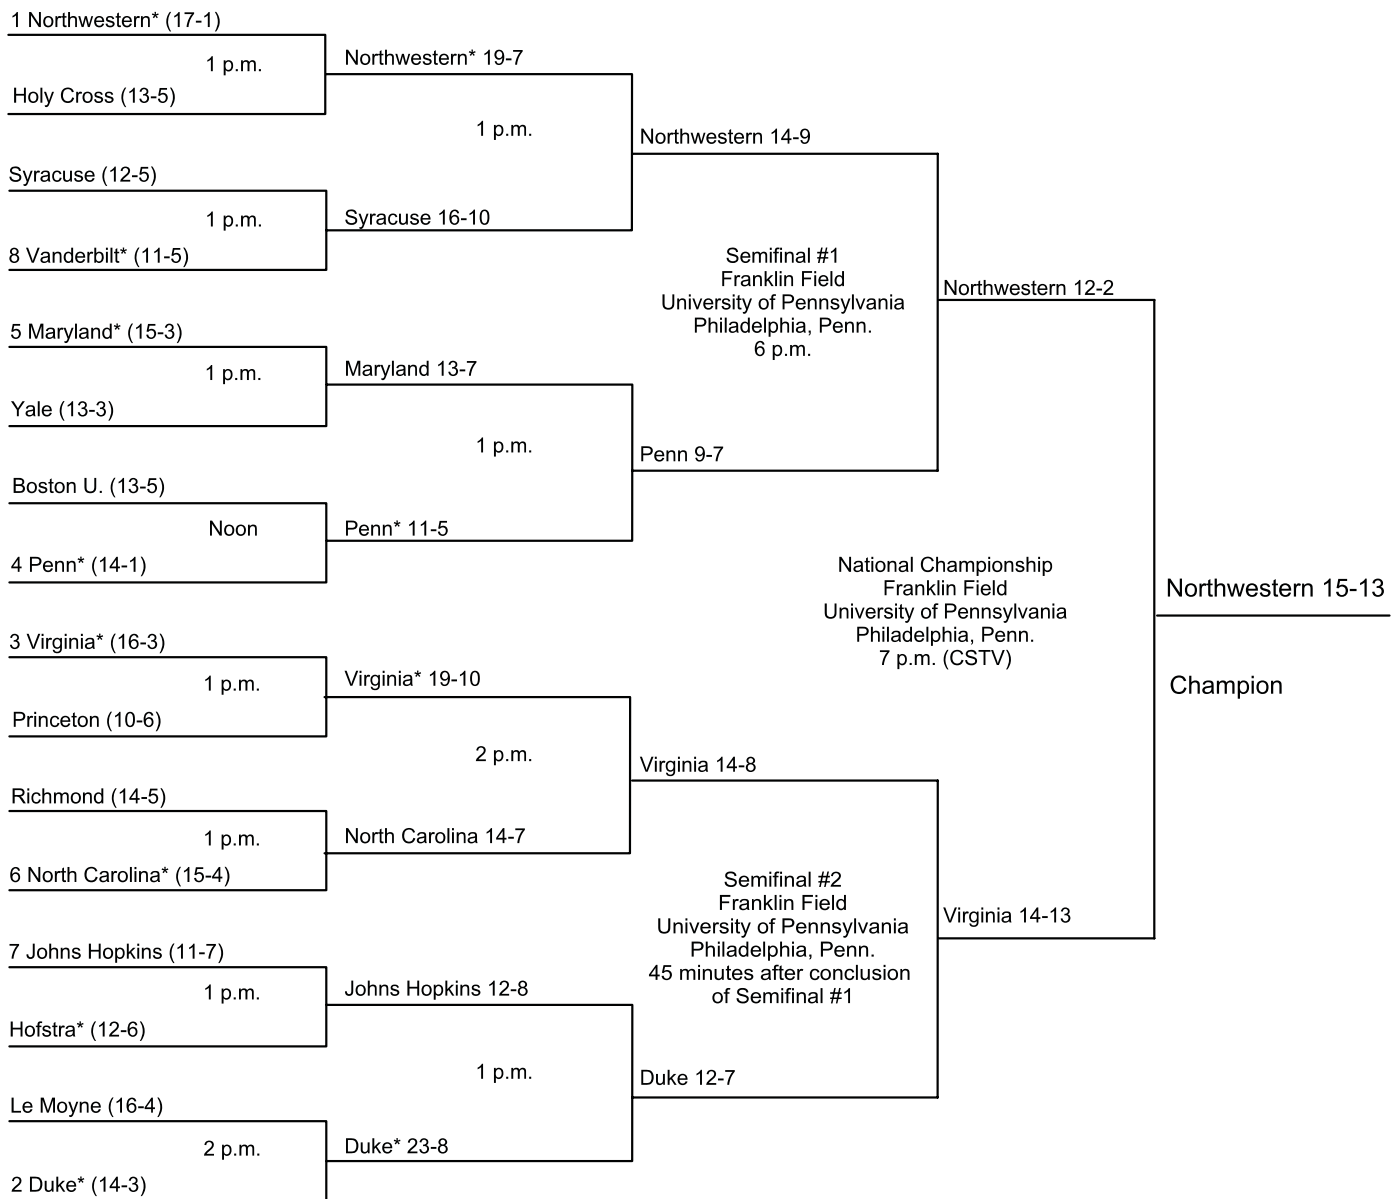 1 Northwestern* (17-1)
1 p.m.
Holy Cross (13-5)
Northwestern* 19-7
1 p.m.
Syracuse (12-5)
1 p.m.
8 Vanderbilt* (11-5)
Syracuse 16-10
Northwestern 14-9
5 Maryland* (15-3)
1 p.m.
Yale (13-3)
Maryland 13-7
1 p.m.
Boston U. (13-5)
Noon
4 Penn* (14-1)
Penn* 11-5
Penn 9-7
Semifinal #1
Franklin Field
University of Pennsylvania
Philadelphia, Penn.
6 p.m.
Northwestern 12-2
3 Virginia* (16-3)
1 p.m.
Princeton (10-6)
Virginia* 19-10
2 p.m.
Richmond (14-5)
1 p.m.
6 North Carolina* (15-4)
North Carolina 14-7
Virginia 14-8
7 Johns Hopkins (11-7)
1 p.m.
Hofstra* (12-6)
Johns Hopkins 12-8
1 p.m.
Le Moyne (16-4)
2 p.m.
2 Duke* (14-3)
Duke* 23-8
Duke 12-7
Semifinal #2
Franklin Field
University of Pennsylvania
Philadelphia, Penn.
45 minutes after conclusion
of Semifinal #1
Virginia 14-13
National Championship
Franklin Field
University of Pennsylvania
Philadelphia, Penn.
7 p.m. (CSTV)
Northwestern 15-13
Champion